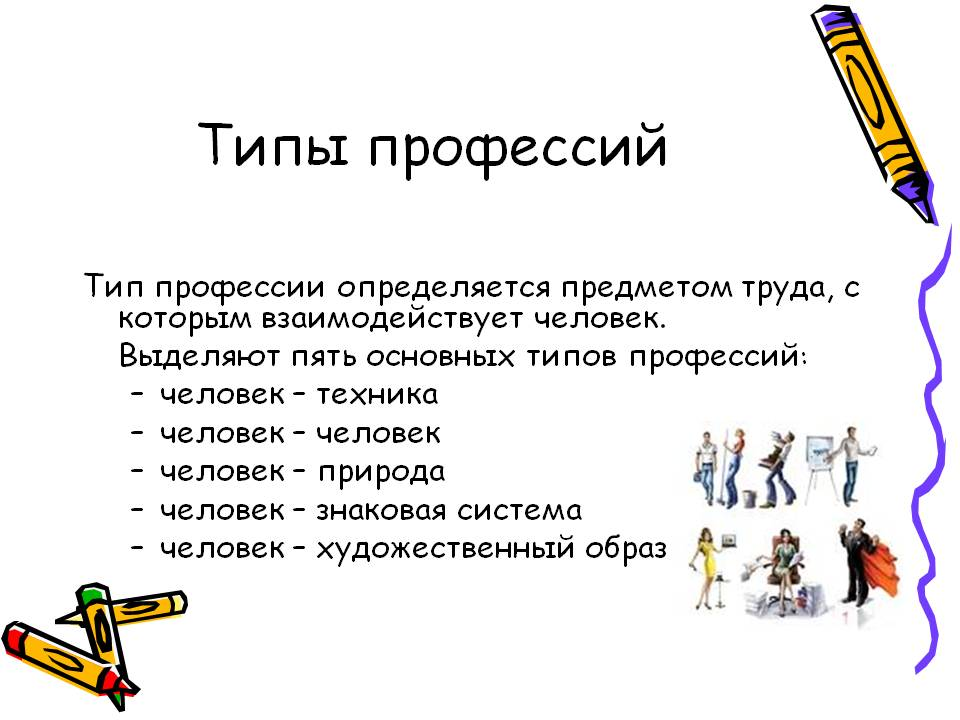 Типы профессий
Тип профессии определяется предметом труда, с
которым взаимодействует человек.
Выделяют пять основных типов профессий:
– человек – техника
– человек – человек
– человек – природа
– человек – знаковая система
– человек – художественный образ